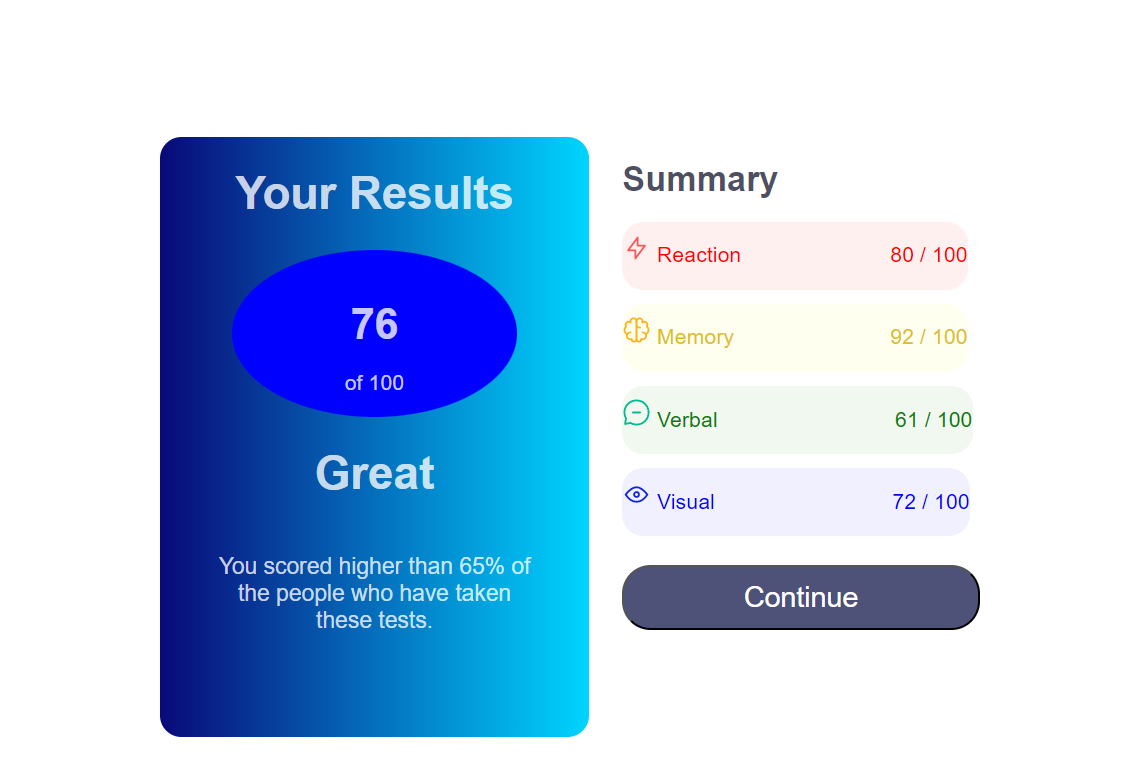 Your Results
76
of 100
Great
You scored higher than 65% of
the people who have taken
these tests.
Summary
Reaction 80 / 100
Memory 92 / 100
Verbal 61 / 100
Visual 72 / 100
Continue